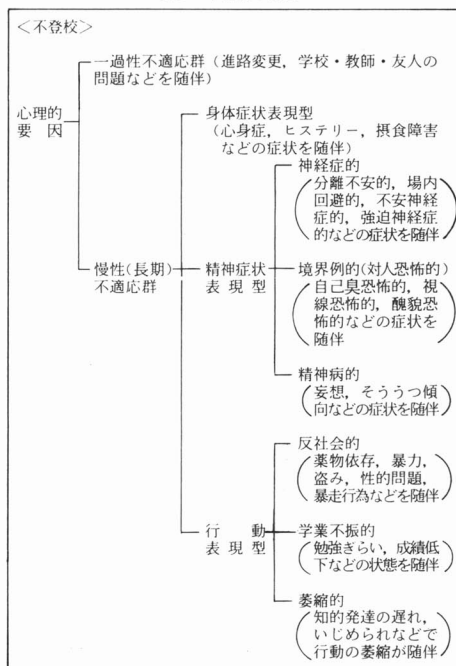 ＜不登校＞
一過性不適応群（進路変更，学校・教師・友人の
問題などを随伴）
心理的
要　因
身体症状表現型
（心身症，ヒステリー，摂食障害
などの症状を随伴）
神経症的
（分離不安的，場内
回避的，不安神経
症的，強迫神経症
的などの症状を随伴）
慢性（長期）
不適応群
精神症状
表現型
境界例的（対人恐怖的）
（自己臭恐怖的，視
線恐怖的，醜貌恐
怖的などの症状を
随伴）
精神病的
（妄想，そううつ傾
向などの症状を随伴）
反社会的
（薬物依存，暴力，
盗み，性的問題，
暴走行為などを随伴）
行　動
表現型
学業不振的
（勉強ぎらい，成績低
下などの状態を随伴）
萎縮的
（知的発達の遅れ，
いじめられなどで
行動の萎縮が随伴）